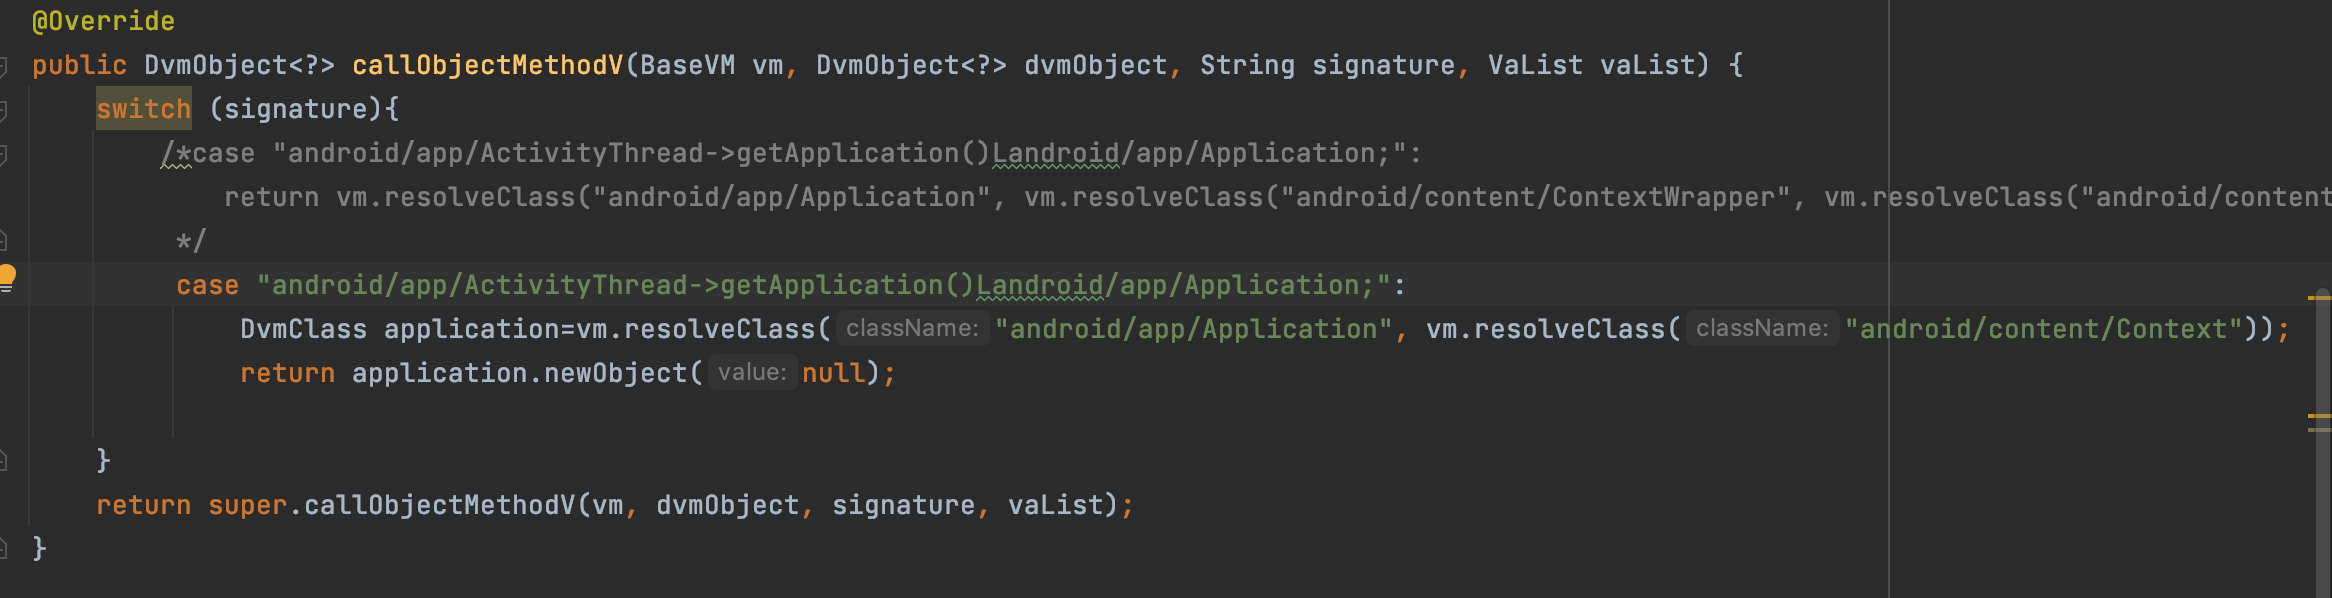 @Override
public DvmObject<?> callObjectMethodV(BaseVM vm, DvmObject<?> dvmObject, String signature, VaList vaList) {
switch (signature){
/*case "android/app/ActivityThread->getApplication()Landroid/app/Application;":
return vm.resolveClass("android/app/Application", vm.resolveClass("android/content/ContextWrapper", vm.resolveClass("android/content
*/
case "android/app/ActivityThread->getApplication()Landroid/app/Application;":
DvmClass application=vm.resolveClass( className: "android/app/Application", vm.resolveClass( className: "android/content/Context"));
return application.newObject( value: null);
}
return super.callObjectMethodV(vm, dvmObject, signature, vaList);
}